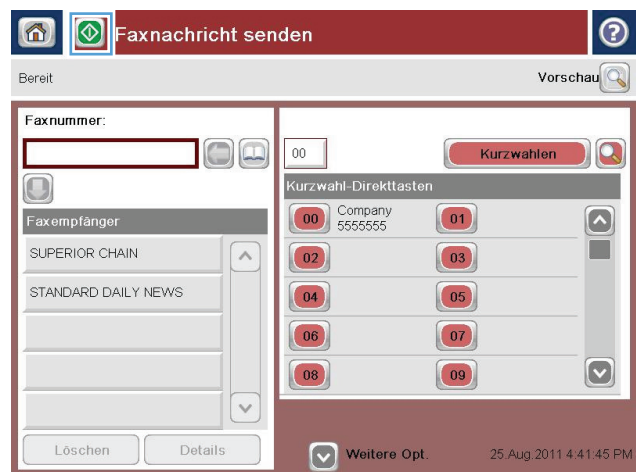 Faxnachricht senden
Bereit
Vorschau
Faxnummer:
Faxempfänger
SUPERIOR CHAIN
STANDARD DAILY NEWS
Löschen
Details
00
Kurzwahlen
Kurzwahl-Direkttasten
00 Company 01
5555555
02 03
04 05
06 07
08 09
Weitere Opt.
25.Aug.2011 4:41:45 PM